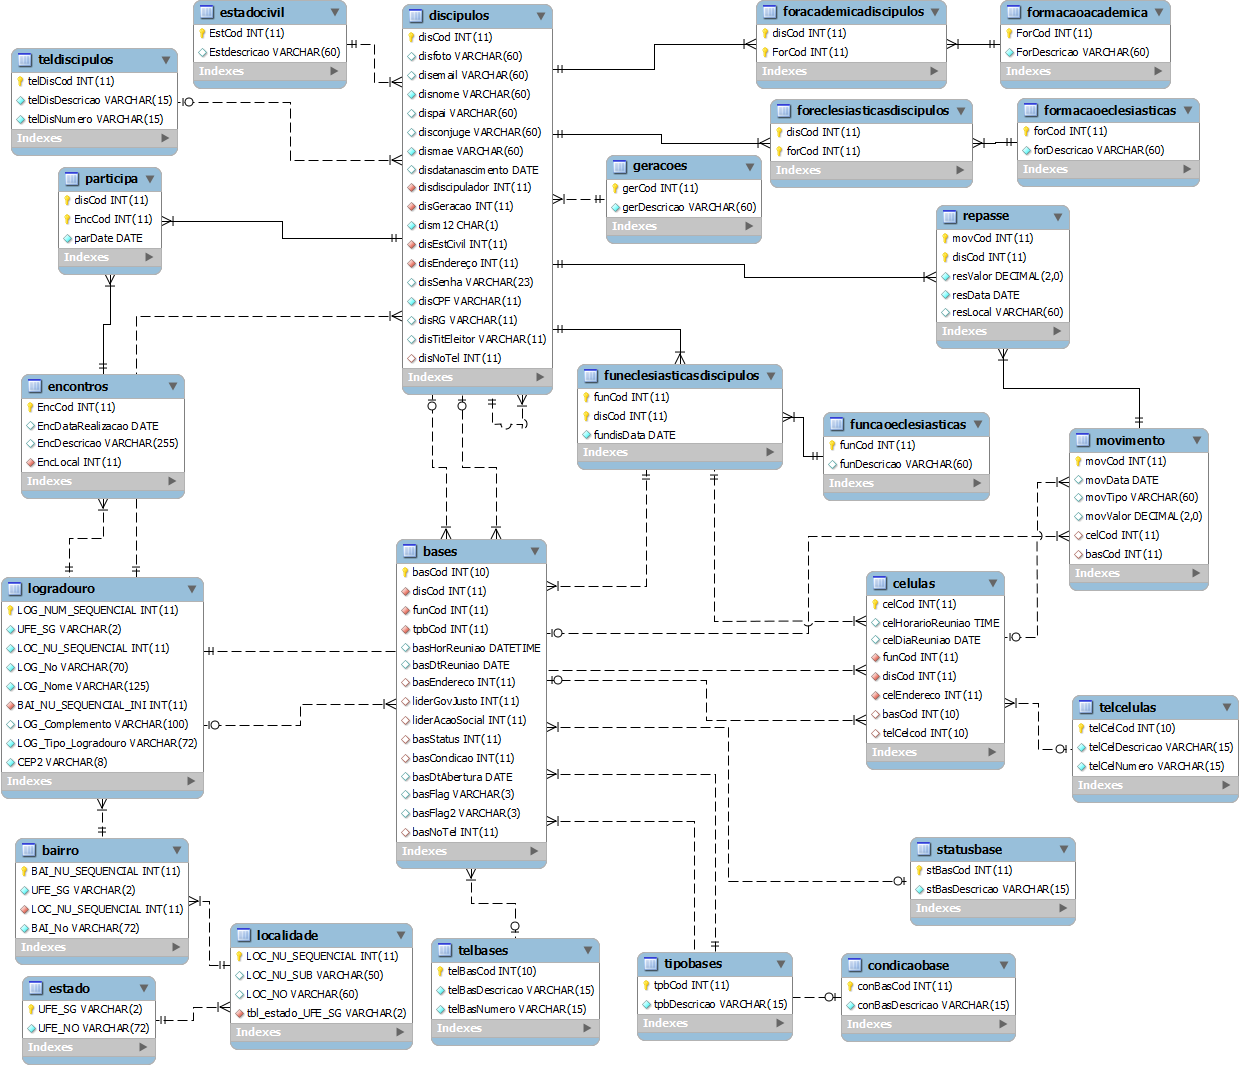 estadocivil
EstCod INT(11)
Estdescricao VARCHAR(60)
Indexes
discipulos
disCod INT(11)
disfoto VARCHAR(60)
disemail VARCHAR(60)
disnome VARCHAR(60)
dispai VARCHAR(60)
disconjuge VARCHAR(60)
dismae VARCHAR(60)
disdatanascimento DATE
disdiscipulador INT(11)
disGeracao INT(11)
dism12 CHAR(1)
disEstCivil INT(11)
disEndereço INT(11)
disSenha VARCHAR(23)
disCPF VARCHAR(11)
disRG VARCHAR(11)
disTitEleitor VARCHAR(11)
disNoTel INT(11)
Indexes
foracademicadiscipulos
disCod INT(11)
ForCod INT(11)
Indexes
formacaoacademica
ForCod INT(11)
ForDescricao VARCHAR(60)
Indexes
teldiscipulos
telDisCod INT(11)
telDisDescricao VARCHAR(15)
telDisNumero VARCHAR(15)
Indexes
foreclesiasticasdiscipulos
disCod INT(11)
forCod INT(11)
Indexes
formacaoeclesiasticas
forCod INT(11)
forDescricao VARCHAR(60)
Indexes
participa
disCod INT(11)
EncCod INT(11)
parDate DATE
Indexes
geracoes
gerCod INT(11)
gerDescricao VARCHAR(60)
Indexes
repasse
movCod INT(11)
disCod INT(11)
resValor DECIMAL(2,0)
resData DATE
resLocal VARCHAR(60)
Indexes
encontros
EncCod INT(11)
EncDataRealizacao DATE
EncDescricao VARCHAR(255)
EncLocal INT(11)
Indexes
funeclesiasticasdiscipulos
funCod INT(11)
disCod INT(11)
fundisData DATE
Indexes
funcaoeclesiasticas
funCod INT(11)
funDescricao VARCHAR(60)
Indexes
movimento
movCod INT(11)
movData DATE
movTipo VARCHAR(60)
movValor DECIMAL(2,0)
celCod INT(11)
basCod INT(11)
Indexes
logradouro
LOG_NUM_SEQUENCIAL INT(11)
UFE_SG VARCHAR(2)
LOC_NU_SEQUENCIAL INT(11)
LOG_No VARCHAR(70)
LOG_Nome VARCHAR(125)
BAI_NU_SEQUENCIAL_INI INT(11)
LOG_Complemento VARCHAR(100)
LOG_Tipo_Logradouro VARCHAR(72)
CEP2 VARCHAR(8)
Indexes
bases
basCod INT(10)
disCod INT(11)
funCod INT(11)
tpbCod INT(11)
basHorReuniao DATETIME
basDtReuniao DATE
basEndereco INT(11)
liderGovJusto INT(11)
liderAcaoSocial INT(11)
basStatus INT(11)
basCondicao INT(11)
basDtAbertura DATE
basFlag VARCHAR(3)
basFlag2 VARCHAR(3)
basNoTel INT(11)
Indexes
celulas
celCod INT(11)
celHorarioReuniao TIME
celDiaReuniao DATE
funCod INT(11)
disCod INT(11)
celEndereco INT(11)
basCod INT(10)
telCelcod INT(10)
Indexes
telcelulas
telCelCod INT(10)
telCelDescricao VARCHAR(15)
telCelNumero VARCHAR(15)
Indexes
bairro
BAI_NU_SEQUENCIAL INT(11)
UFE_SG VARCHAR(2)
LOC_NU_SEQUENCIAL INT(11)
BAI_No VARCHAR(72)
Indexes
statusbase
stBasCod INT(11)
stBasDescricao VARCHAR(15)
Indexes
localidade
LOC_NU_SEQUENCIAL INT(11)
LOC_NU_SUB VARCHAR(50)
LOC_NO VARCHAR(60)
tbl_estado_UFE_SG VARCHAR(2)
Indexes
telbases
telBasCod INT(10)
telBasDescricao VARCHAR(15)
telBasNumero VARCHAR(15)
Indexes
tipobases
tpbCod INT(11)
tpbDescricao VARCHAR(15)
Indexes
condicaobase
conBasCod INT(11)
conBasDescricao VARCHAR(15)
Indexes
estado
UFE_SG VARCHAR(2)
UFE_NO VARCHAR(72)
Indexes